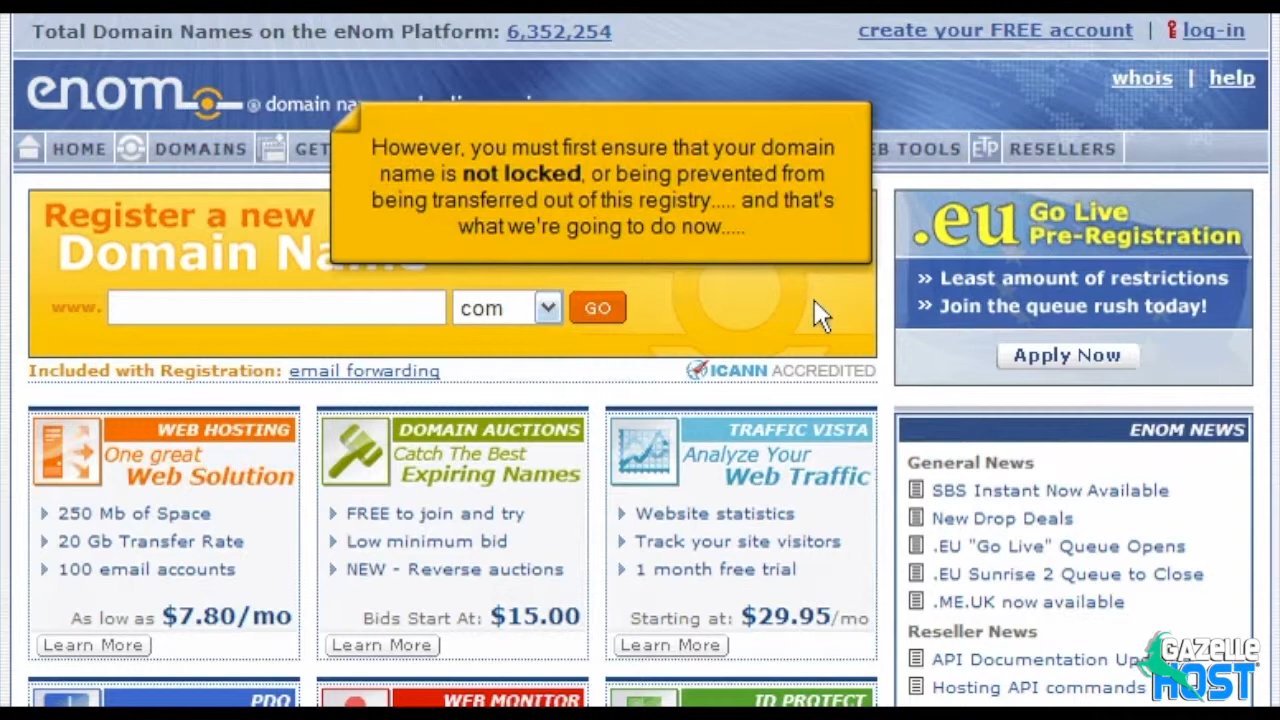 Total Domain Names on the eNom Platform: 6,352,254
create your FREE account | log-in
enom
® domain na
whois | help
HOME
DOMAINS
GET
EB TOOLS
ETP
RESELLERS
However, you must first ensure that your domain
name is not locked, or being prevented from
being transferred out of this registry..... and that's
what we're going to do now.....
Register a new
Domain Name
www.
com
GO
Included with Registration: email forwarding
ICANN ACCREDITED
.eu Go Live
Pre-Registration
» Least amount of restrictions
» Join the queue rush today!
Apply Now
WEB HOSTING
One great
Web Solution
250 Mb of Space
20 Gb Transfer Rate
100 email accounts
As low as $7.80/mo
Learn More
DOMAIN AUCTIONS
Catch The Best
Expiring Names
FREE to join and try
Low minimum bid
NEW - Reverse auctions
Bids Start At: $15.00
Learn More
TRAFFIC VISTA
Analyze Your
Web Traffic
Website statistics
Track your site visitors
1 month free trial
Starting at: $29.95/mo
Learn More
ENOM NEWS
General News
SBS Instant Now Available
New Drop Deals
.EU "Go Live" Queue Opens
.EU Sunrise 2 Queue to Close
.ME.UK now available
Reseller News
API Documentation Up
Hosting API commands
GAZELLE
HOST
PDQ
WEB MONITOR
ID PROTECT